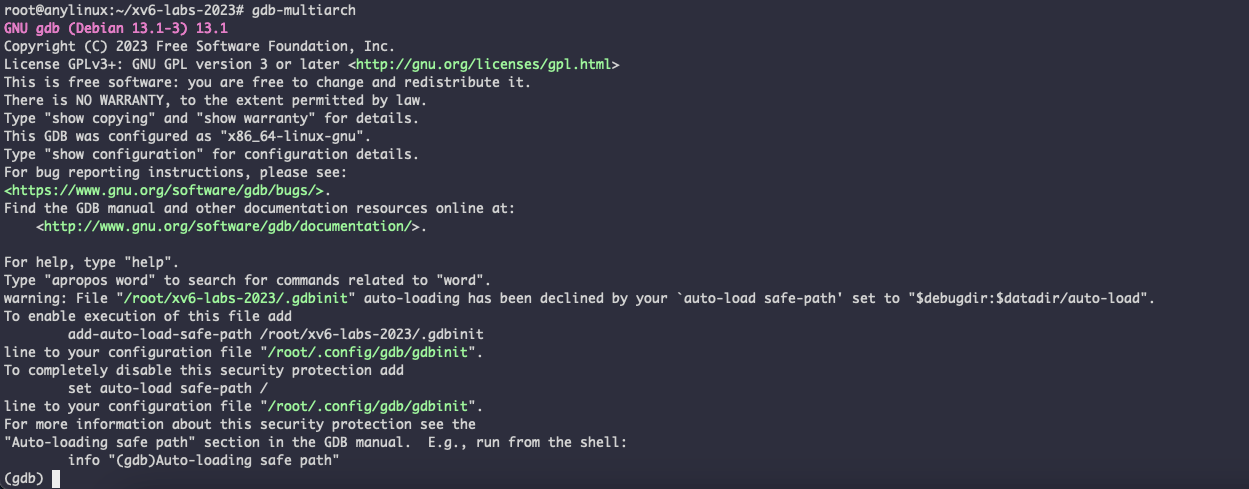 root@anylinux:~/xv6-labs-2023# gdb-multiarch
GNU gdb (Debian 13.1-3) 13.1
Copyright (C) 2023 Free Software Foundation, Inc.
License GPLv3+: GNU GPL version 3 or later <http://gnu.org/licenses/gpl.html>
This is free software: you are free to change and redistribute it.
There is NO WARRANTY, to the extent permitted by law.
Type "show copying" and "show warranty" for details.
This GDB was configured as "x86_64-linux-gnu".
Type "show configuration" for configuration details.
For bug reporting instructions, please see:
<https://www.gnu.org/software/gdb/bugs/>.
Find the GDB manual and other documentation resources online at:
    <http://www.gnu.org/software/gdb/documentation/>.

For help, type "help".
Type "apropos word" to search for commands related to "word".
warning: File "/root/xv6-labs-2023/.gdbinit" auto-loading has been declined by your `auto-load safe-path' set to "$debugdir:$datadir/auto-load".
To enable execution of this file add
        add-auto-load-safe-path /root/xv6-labs-2023/.gdbinit
line to your configuration file "/root/.config/gdb/gdbinit".
To completely disable this security protection add
        set auto-load safe-path /
line to your configuration file "/root/.config/gdb/gdbinit".
For more information about this security protection see the
"Auto-loading safe path" section in the GDB manual.  E.g., run from the shell:
        info "(gdb)Auto-loading safe path"
(gdb)